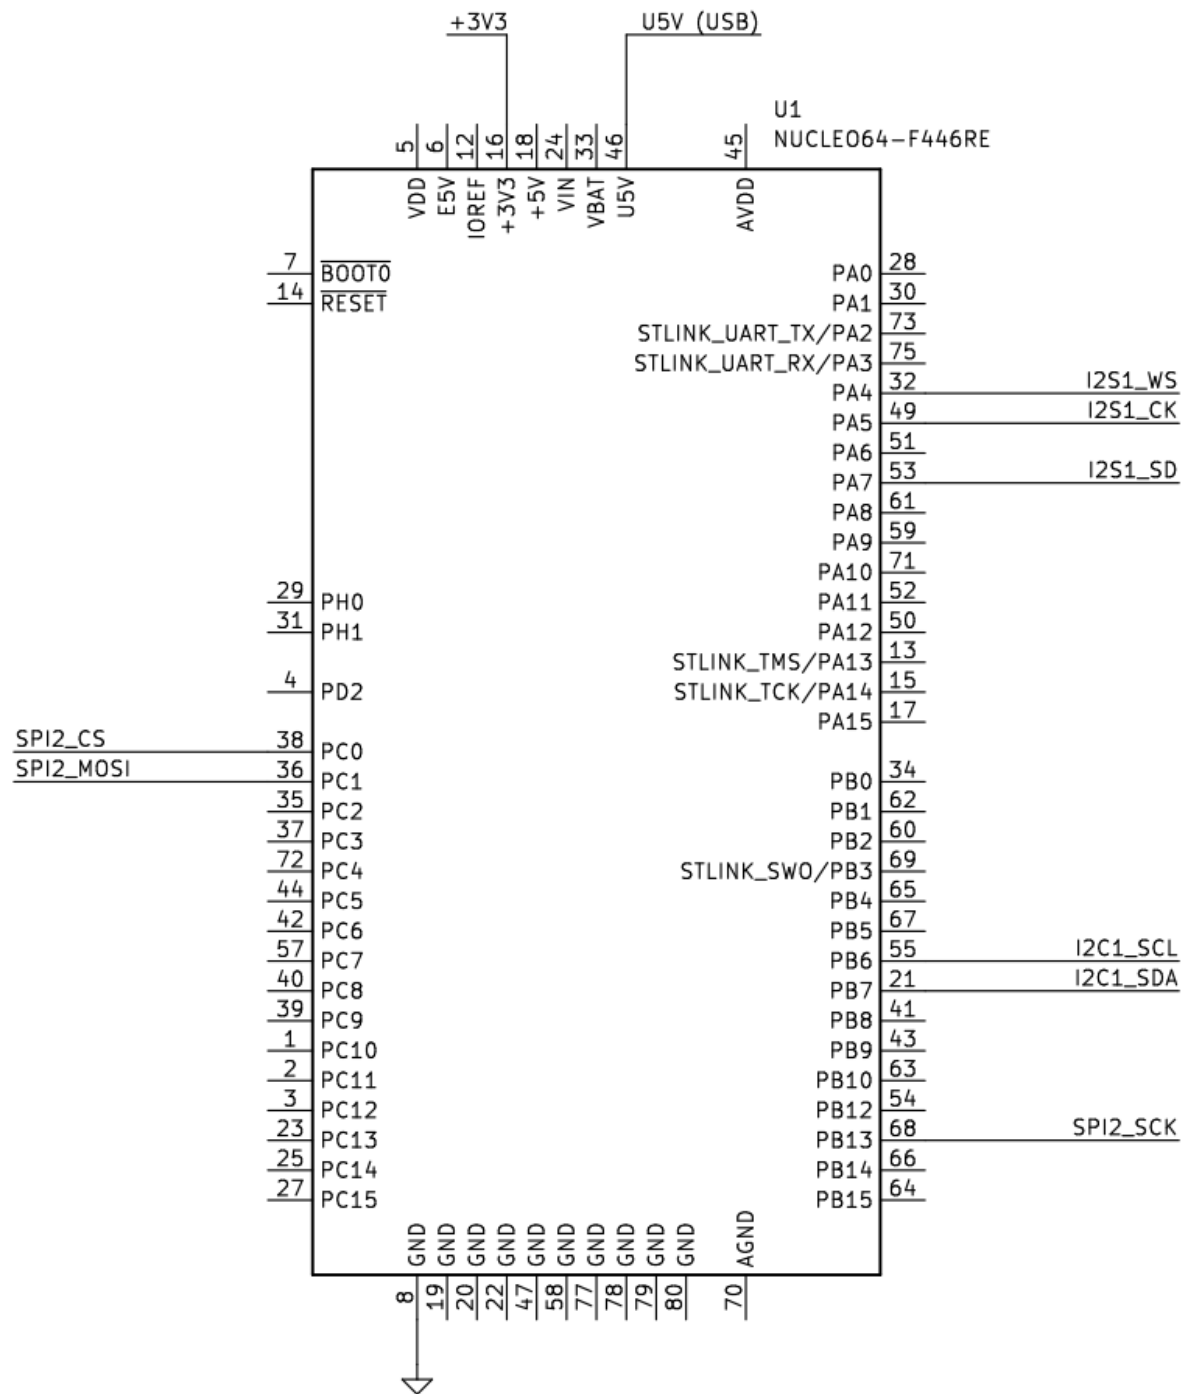 +3V3 U5V (USB)
U1
NUCLEO64-F446RE
5 6 12 16 18 24 33 46 45
VDD E5V IOREF +3V3 +5V VIN VBAT U5V AVDD
7 BOOT0 PA0 28
14 RESET PA1 30
STLINK_UART_TX/PA2 73
STLINK_UART_RX/PA3 75
PA4 32 I2S1_WS
PA5 49 I2S1_CK
PA6 51
PA7 53 I2S1_SD
PA8 61
PA9 59
PA10 71
29 PH0 PA11 52
31 PH1 PA12 50
STLINK_TMS/PA13 13
4 PD2 STLINK_TCK/PA14 15
PA15 17
SPI2_CS 38 PC0
SPI2_MOSI 36 PC1 PB0 34
35 PC2 PB1 62
37 PC3 PB2 60
72 PC4 STLINK_SWO/PB3 69
44 PC5 PB4 65
42 PC6 PB5 67
57 PC7 PB6 55 I2C1_SCL
40 PC8 PB7 21 I2C1_SDA
39 PC9 PB8 41
1 PC10 PB9 43
2 PC11 PB10 63
3 PC12 PB12 54
23 PC13 PB13 68 SPI2_SCK
25 PC14 PB14 66
27 PC15 PB15 64
GND GND GND GND GND GND GND GND GND GND AGND
8 19 20 22 47 58 77 78 79 80 70